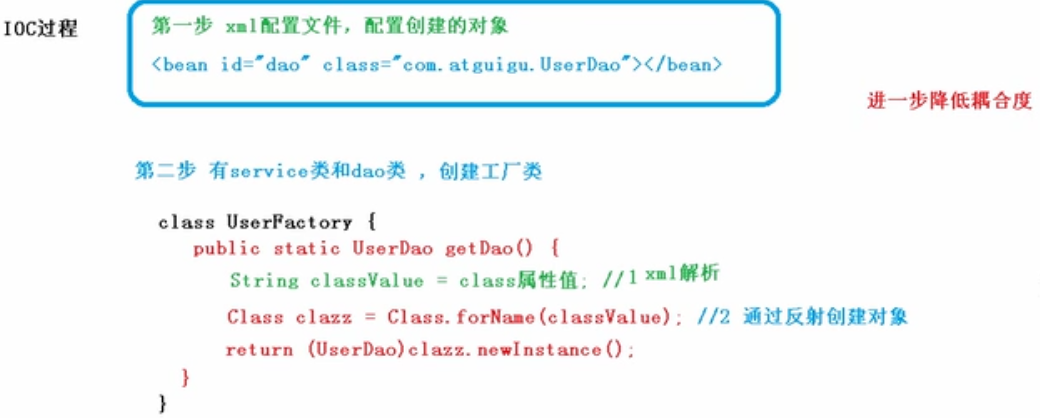 IOC过程
第一步 xml配置文件，配置创建的对象
<bean id="dao" class="com.atguigu.UserDao"></bean>
进一步降低耦合度
第二步 有service类和dao类 ，创建工厂类
class UserFactory {
public static UserDao getDao() {
String classValue = class属性值; //1 xml解析
Class clazz = Class.forName(classValue); //2 通过反射创建对象
return (UserDao)clazz.newInstance();
}
}